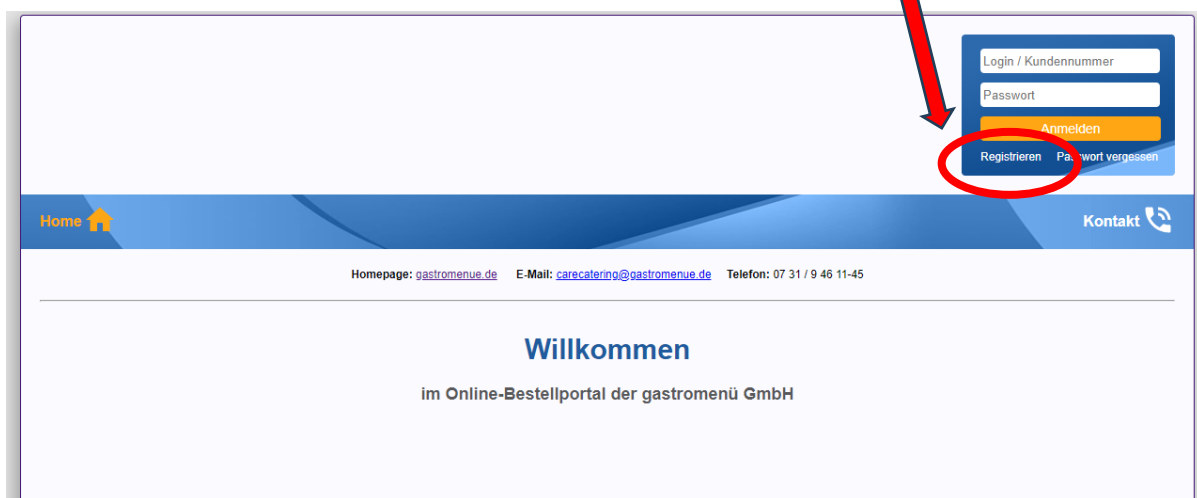 Login / Kundennummer
Passwort
Anmelden
Registrieren Passwort vergessen
Home Kontakt
Homepage: gastromenue.de E-Mail: carecatering@gastromenue.de Telefon: 07 31 / 9 46 11-45
Willkommen
im Online-Bestellportal der gastromenü GmbH